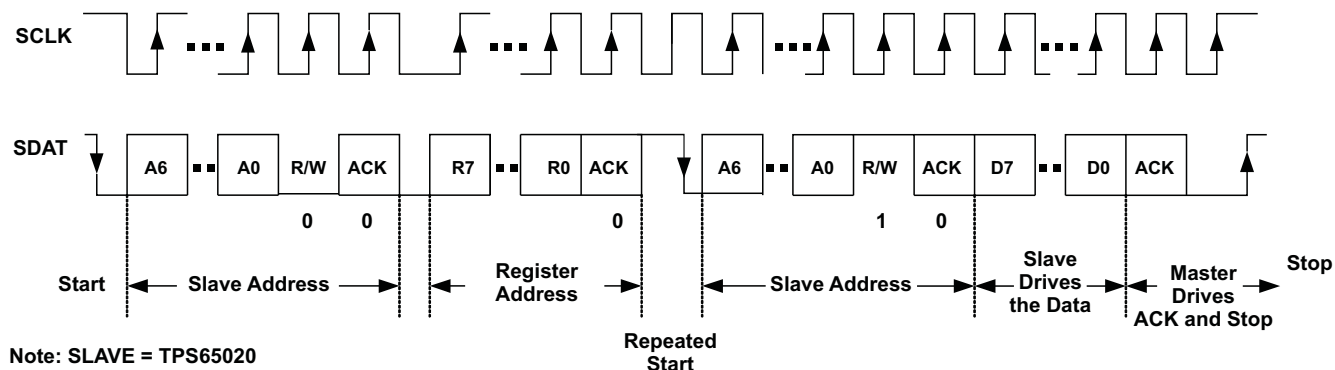 SCLK
SDAT
A6 A0 R/W ACK R7 R0 ACK A6 A0 R/W ACK D7 D0 ACK
0 0 0 1 0
Start
Slave Address
Register
Address
Repeated
Start
Slave Address
Slave
Drives
the Data
Master
Drives
ACK and Stop
Stop
Note: SLAVE = TPS65020